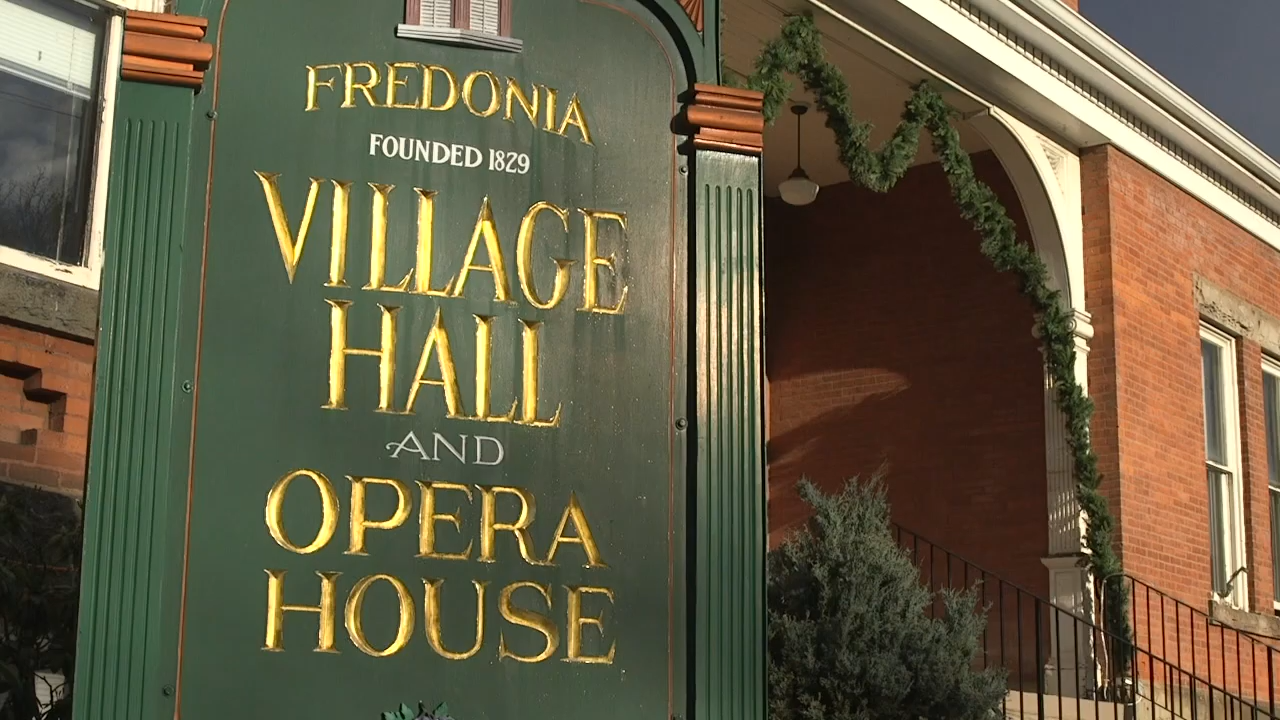 FREDONIA
FOUNDED 1829
VILLAGE
HALL
AND
OPERA
HOUSE